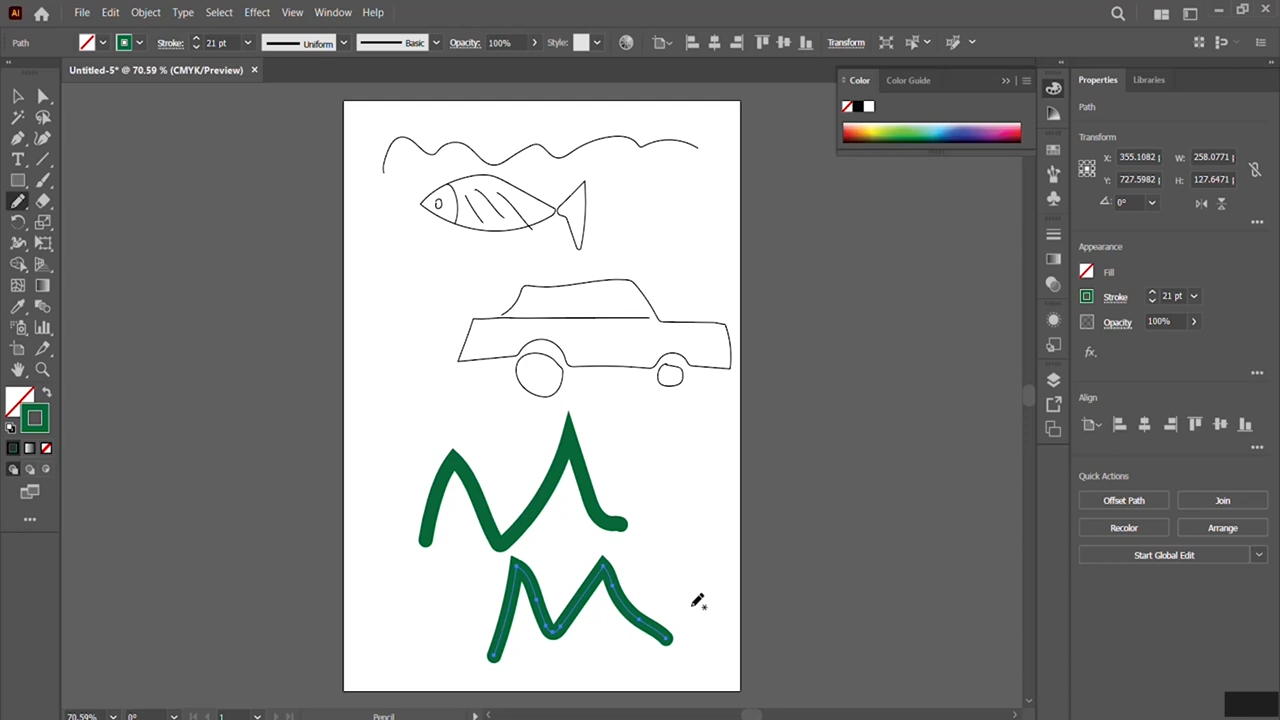 Ai File Edit Object Type Select Effect View Window Help
Path Stroke: 21 pt Uniform Basic Opacity: 100% Style: Transform
Untitled-5* @ 70.59 % (CMYK/Preview)
Color Color Guide
Properties Libraries
Path
Transform
X: 355.1082 W: 258.0771
Y: 727.5982 H: 127.6471
0°
Appearance
Fill
Stroke 21 pt
Opacity 100%
fx.
Align
Quick Actions
Offset Path Join
Recolor Arrange
Start Global Edit
70.59% 0° 1 Pencil